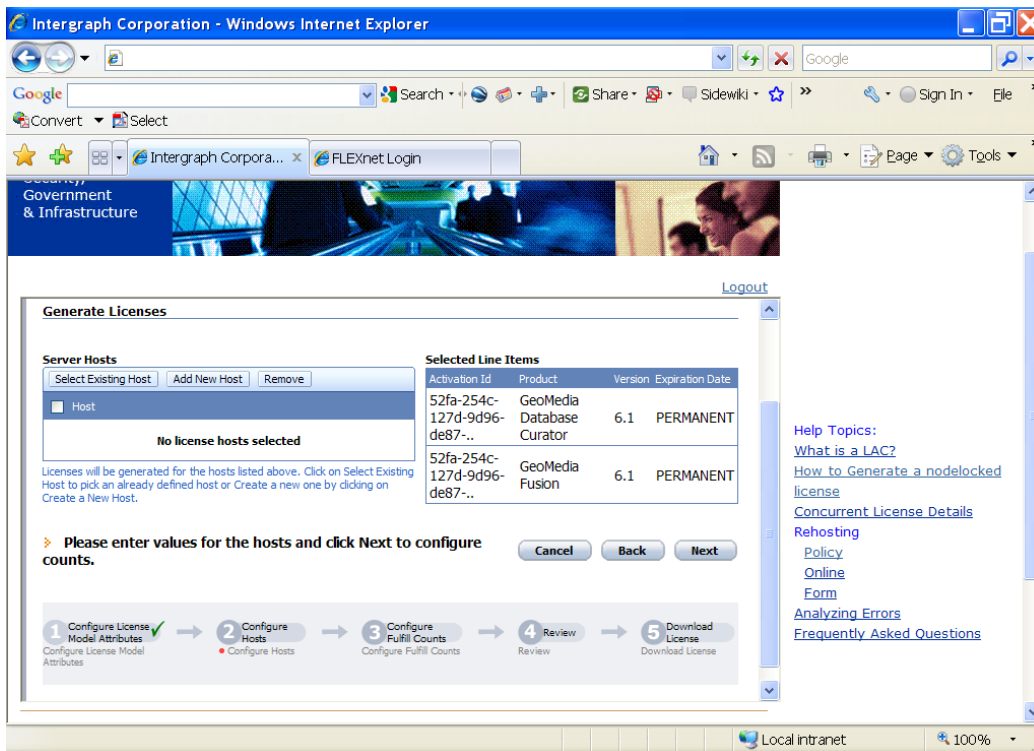 Intergraph Corporation - Windows Internet Explorer
Google
Google
Search
Share
Sidewiki
»
Sign In
File
Convert
Select
Intergraph Corpora...
x
FLEXnet Login
Page
Tools
Security,
Government
& Infrastructure
Logout
Generate Licenses
Server Hosts
Select Existing Host
Add New Host
Remove
Host
No license hosts selected
Licenses will be generated for the hosts listed above. Click on Select Existing
Host to pick an already defined host or Create a new one by clicking on
Create a New Host.
Selected Line Items
Activation Id Product Version Expiration Date
52fa-254c-
127d-9d96-
de87-..
GeoMedia
Database
Curator
6.1
PERMANENT
52fa-254c-
127d-9d96-
de87-..
GeoMedia
Fusion
6.1
PERMANENT
Please enter values for the hosts and click Next to configure
counts.
Cancel
Back
Next
1 Configure License
Model Attributes
Configure License Model
Attributes
2 Configure
Hosts
Configure Hosts
3 Configure
Fulfill Counts
Configure Fulfill Counts
4 Review
Review
5 Download
License
Download License
Help Topics:
What is a LAC?
How to Generate a nodelocked
license
Concurrent License Details
Rehosting
Policy
Online
Form
Analyzing Errors
Frequently Asked Questions
Local intranet
100%